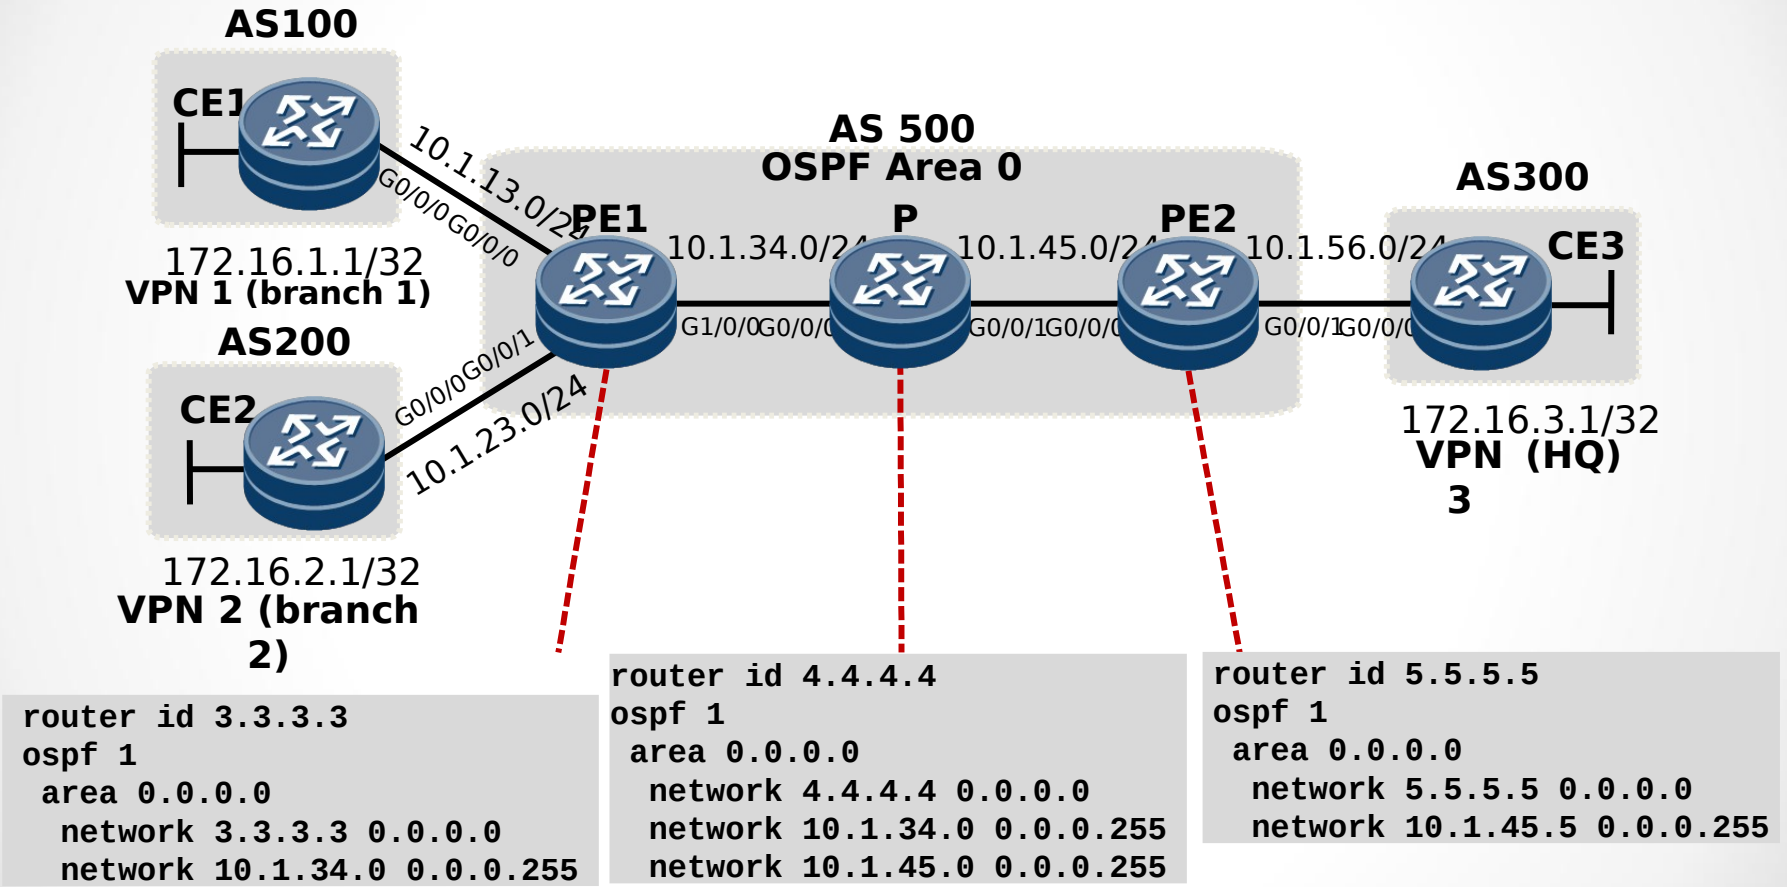 AS100
CE1
172.16.1.1/32
VPN 1 (branch 1)
10.1.13.0/24
G0/0/0
G0/0/0
AS200
CE2
172.16.2.1/32
VPN 2 (branch
2)
G0/0/0
G0/0/1
10.1.23.0/24
AS 500
OSPF Area 0
PE1
10.1.34.0/24
G1/0/0
G0/0/0
P
10.1.45.0/24
G0/0/1
G0/0/0
PE2
10.1.56.0/24
G0/0/1
G0/0/0
AS300
CE3
172.16.3.1/32
VPN (HQ)
3
router id 3.3.3.3
ospf 1
area 0.0.0.0
network 3.3.3.3 0.0.0.0
network 10.1.34.0 0.0.0.255
router id 4.4.4.4
ospf 1
area 0.0.0.0
network 4.4.4.4 0.0.0.0
network 10.1.34.0 0.0.0.255
network 10.1.45.0 0.0.0.255
router id 5.5.5.5
ospf 1
area 0.0.0.0
network 5.5.5.5 0.0.0.0
network 10.1.45.5 0.0.0.255